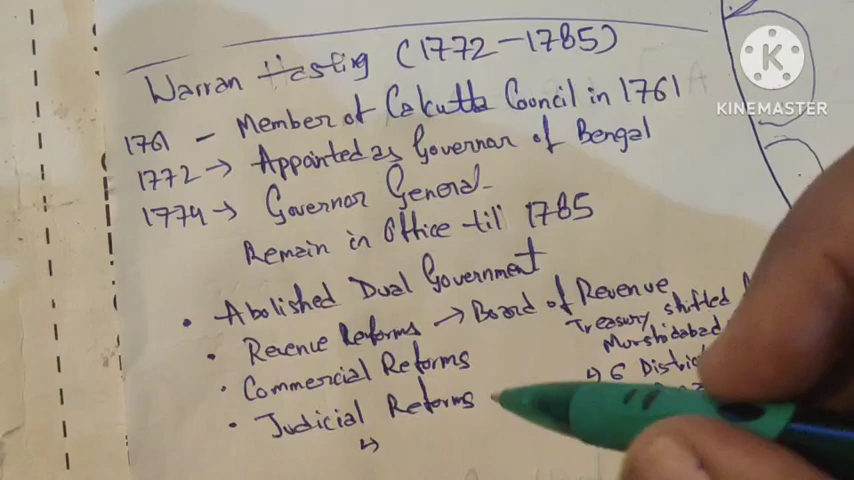 Warran Hasting (1772-1785)
1761 - Member of Calcutta Council in 1761
1772 → Appointed as Governor of Bengal
1774 → Governor General
Remain in Office till 1785
• Abolished Dual Government
• Revenue Reforms → Board of Revenue
Treasury shifted
Murshidabad
↳ 6 District
• Commercial Reforms
• Judicial Reforms
↳
K
KINEMASTER